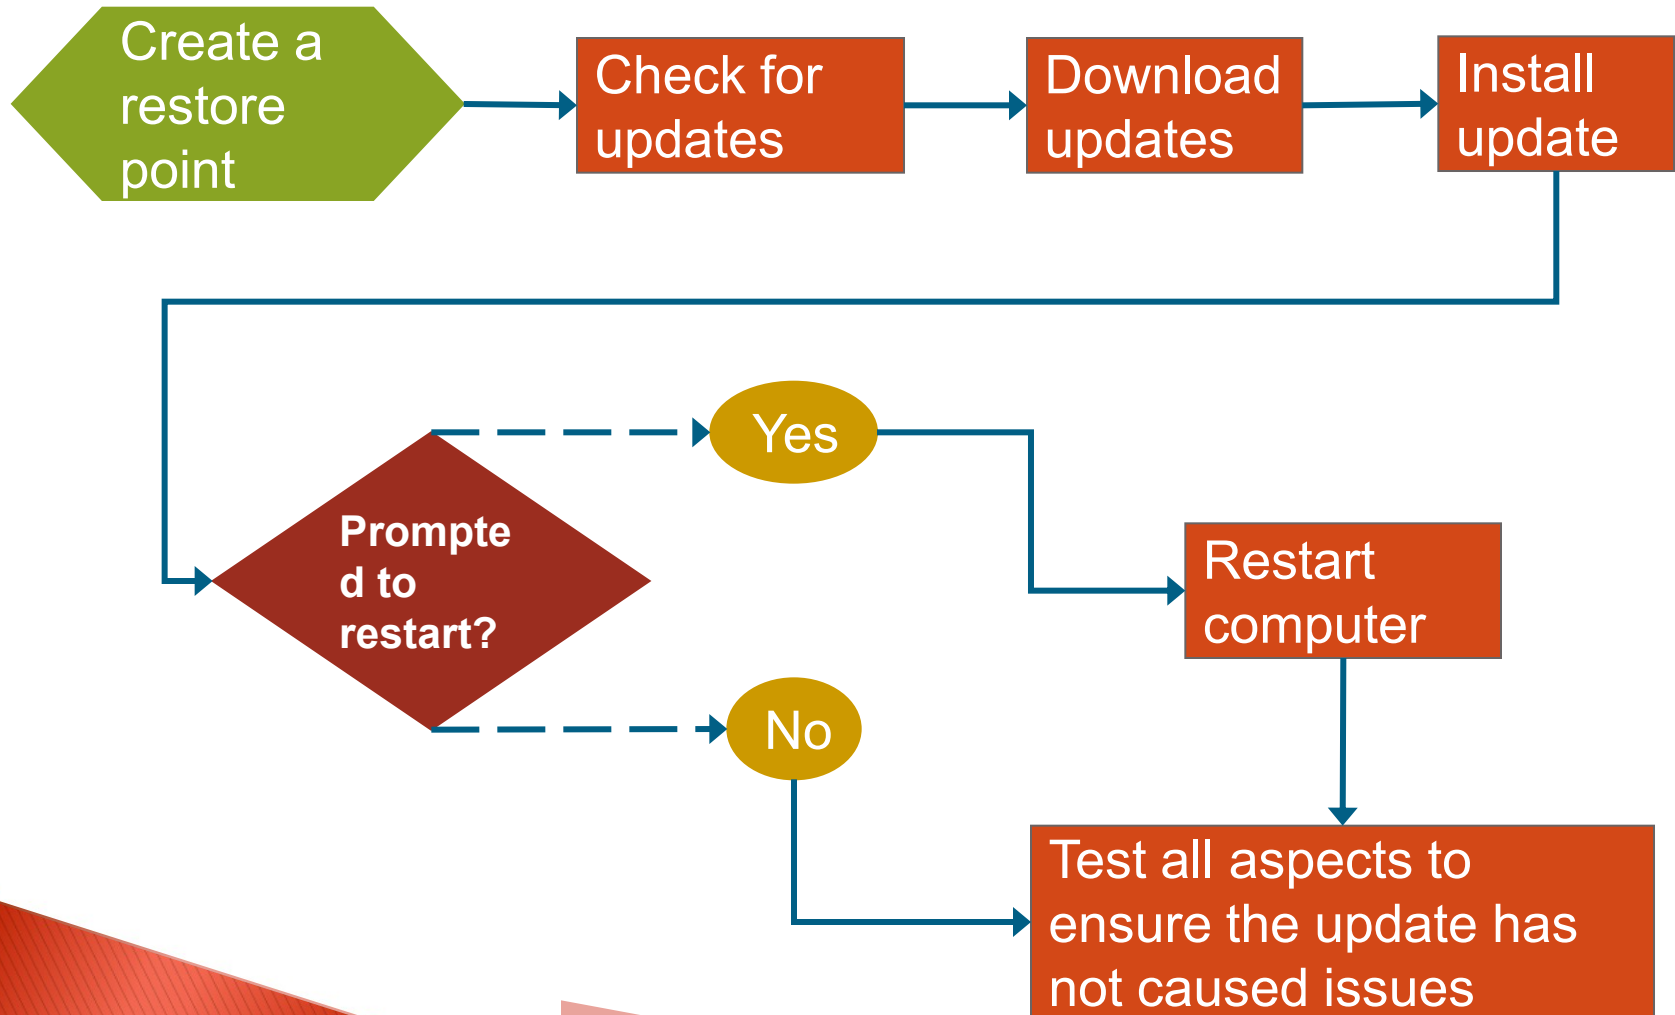 Create a
restore
point
Check for
updates
Download
updates
Install
update
Prompte
d to
restart?
Yes
No
Restart
computer
Test all aspects to
ensure the update has
not caused issues